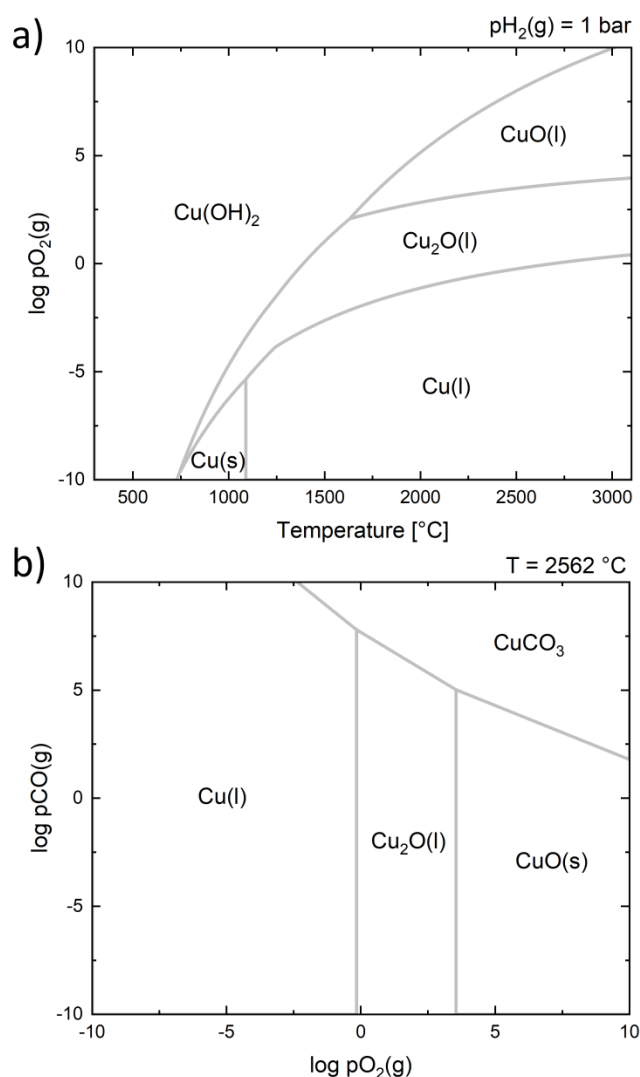 a)
pH₂(g) = 1 bar
10
5
0
-5
-10
log pO₂(g)
Cu(OH)₂
CuO(l)
Cu₂O(l)
Cu(l)
Cu(s)
500 1000 1500 2000 2500 3000
Temperature [°C]
b)
T = 2562 °C
10
5
0
-5
-10
log pCO(g)
CuCO₃
Cu(l)
Cu₂O(l)
CuO(s)
-10 -5 0 5 10
log pO₂(g)